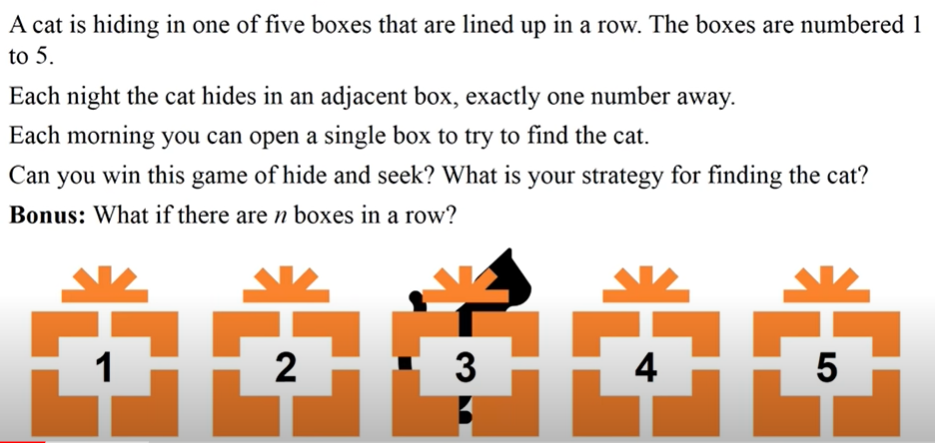 A cat is hiding in one of five boxes that are lined up in a row. The boxes are numbered 1
to 5.
Each night the cat hides in an adjacent box, exactly one number away.
Each morning you can open a single box to try to find the cat.
Can you win this game of hide and seek? What is your strategy for finding the cat?
Bonus: What if there are n boxes in a row?
1 2 3 4 5